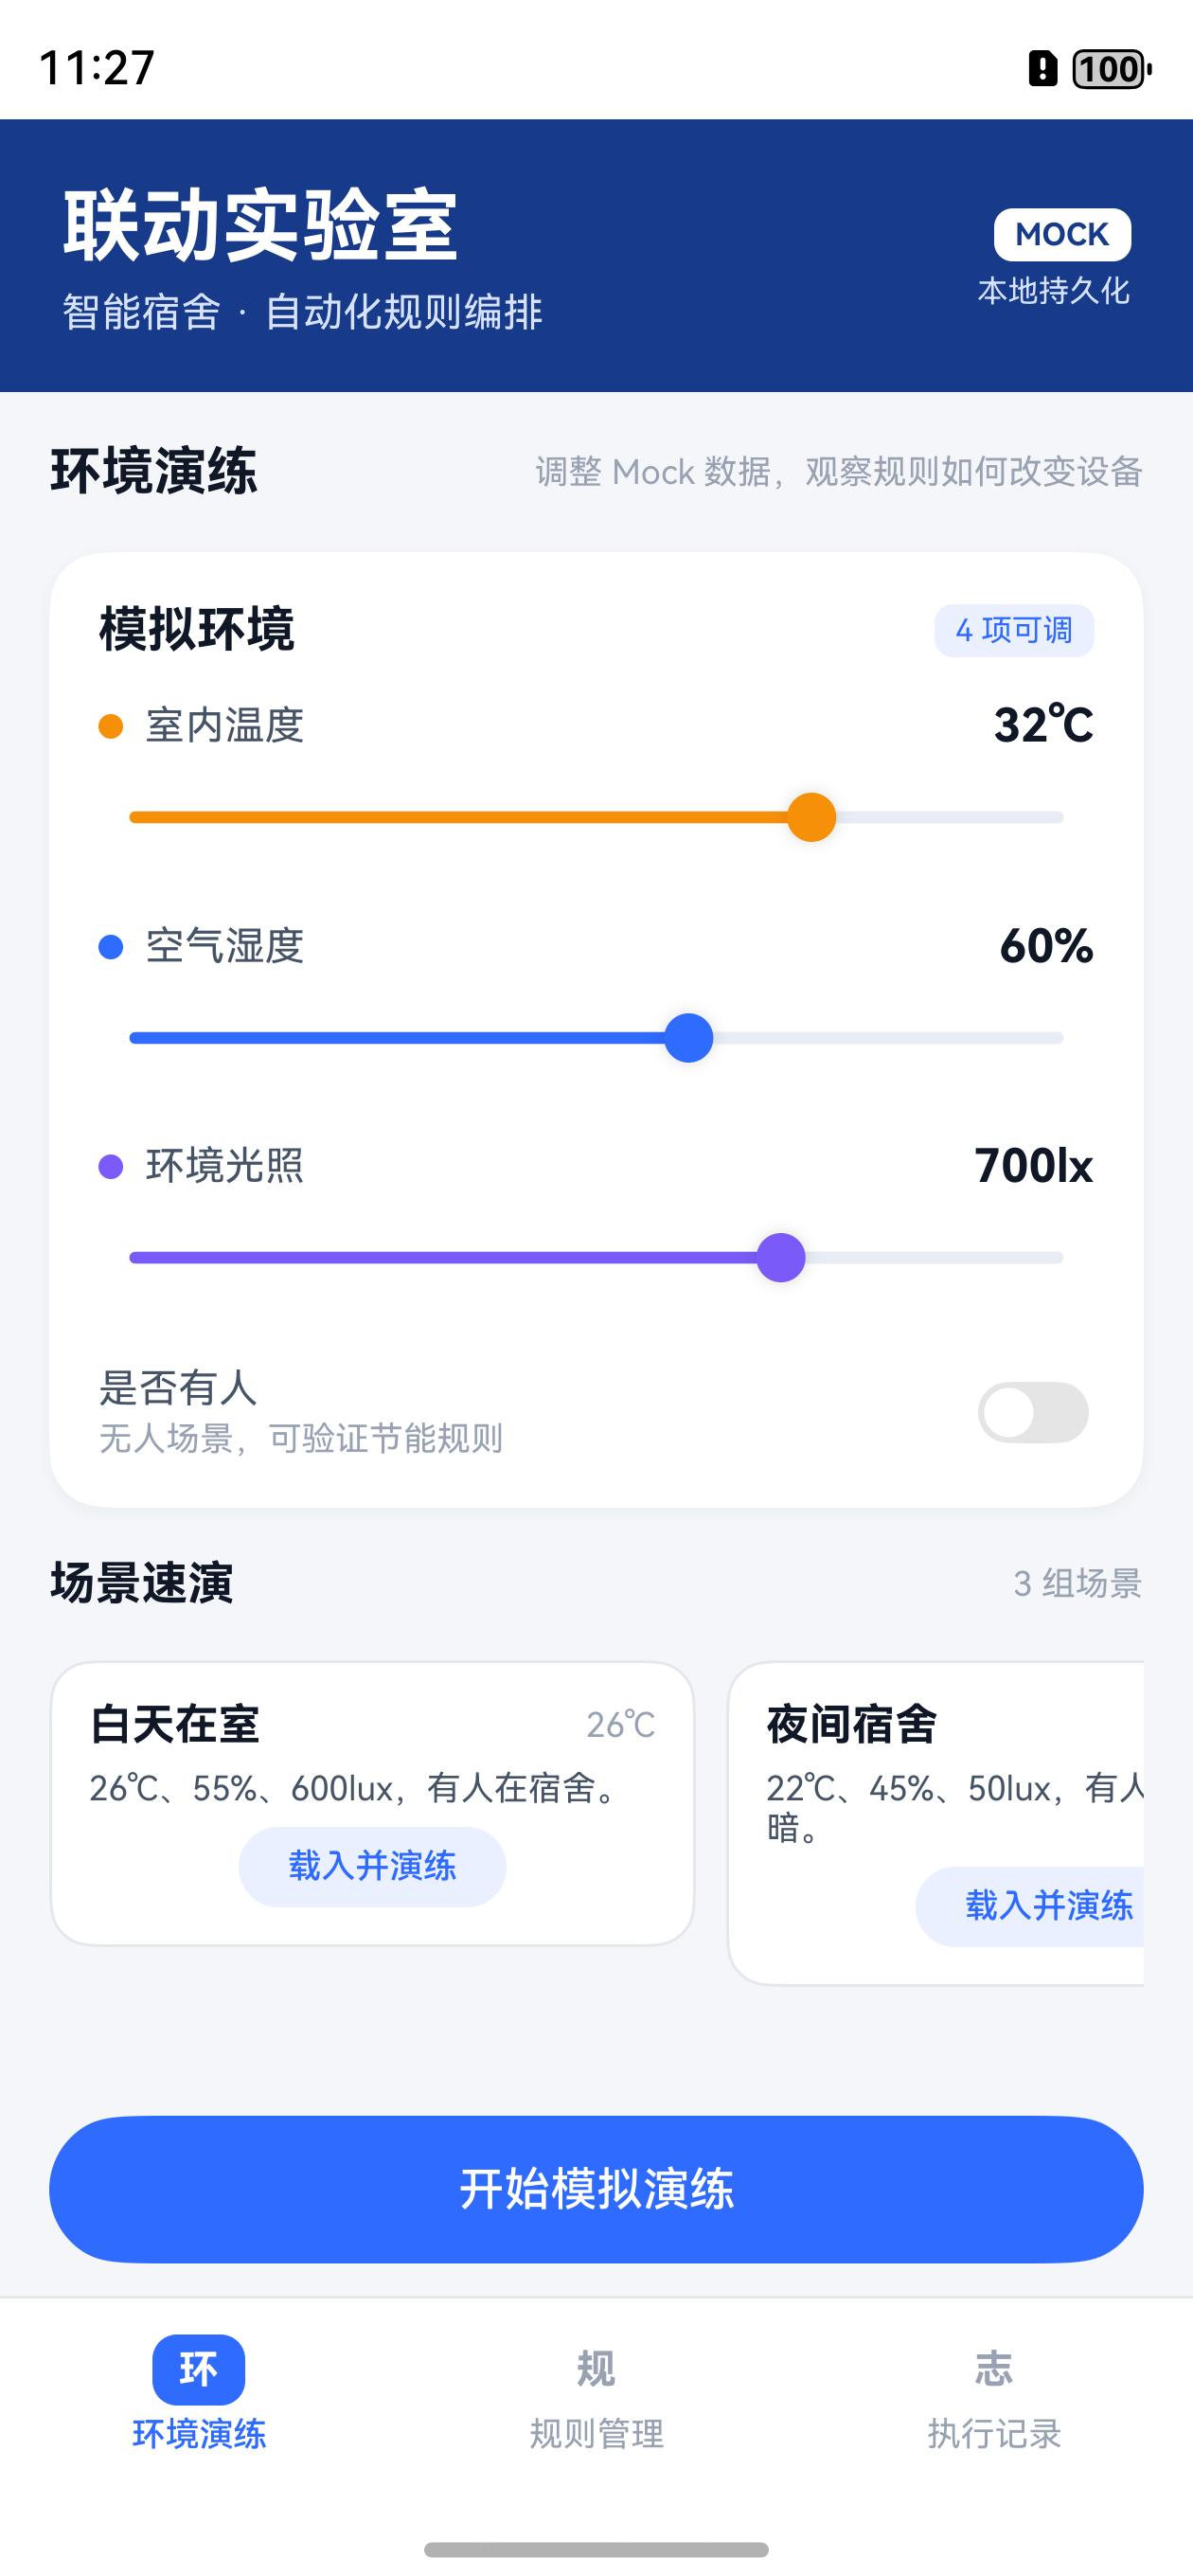 11:27
100
联动实验室
智能宿舍 · 自动化规则编排
MOCK
本地持久化
环境演练
调整 Mock 数据，观察规则如何改变设备
模拟环境
4 项可调
室内温度
32℃
空气湿度
60%
环境光照
700lx
是否有人
无人场景，可验证节能规则
场景速演
3 组场景
白天在室
26℃
26℃、55%、600lux，有人在宿舍。
载入并演练
夜间宿舍
22℃、45%、50lux，有人
暗。
载入并演练
开始模拟演练
环
环境演练
规
规则管理
志
执行记录